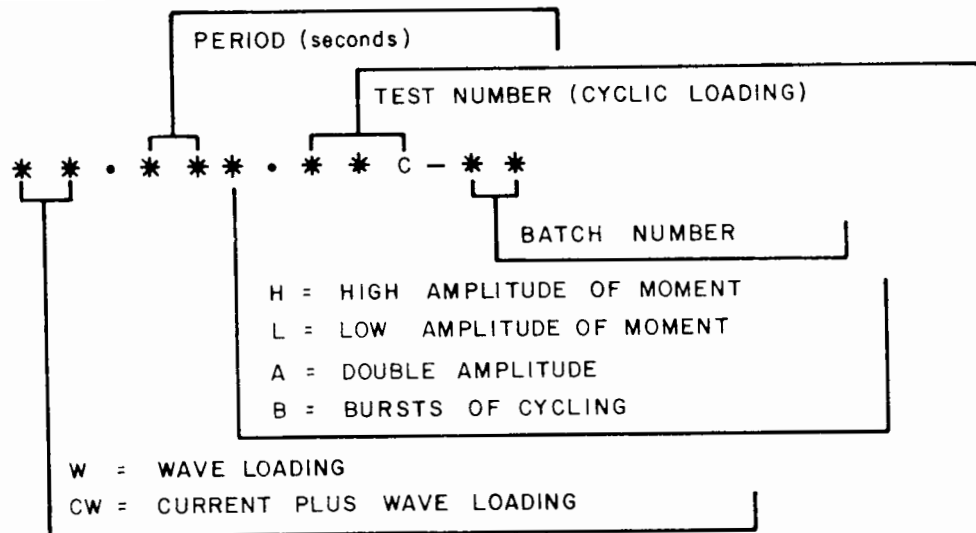 PERIOD (seconds)
TEST NUMBER (CYCLIC LOADING)
* * • * * * • * * C – * *
BATCH NUMBER
H = HIGH AMPLITUDE OF MOMENT
L = LOW AMPLITUDE OF MOMENT
A = DOUBLE AMPLITUDE
B = BURSTS OF CYCLING
W = WAVE LOADING
CW = CURRENT PLUS WAVE LOADING